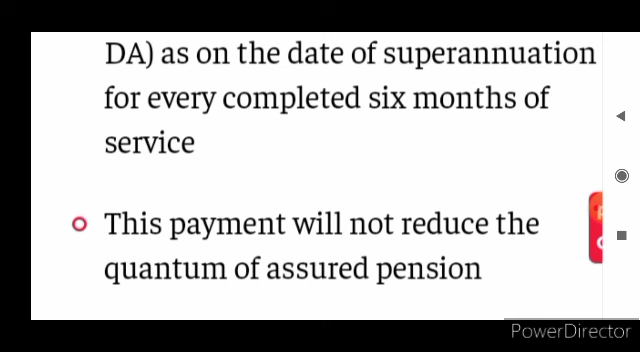 DA) as on the date of superannuation
for every completed six months of
service
This payment will not reduce the
quantum of assured pension
PowerDirector